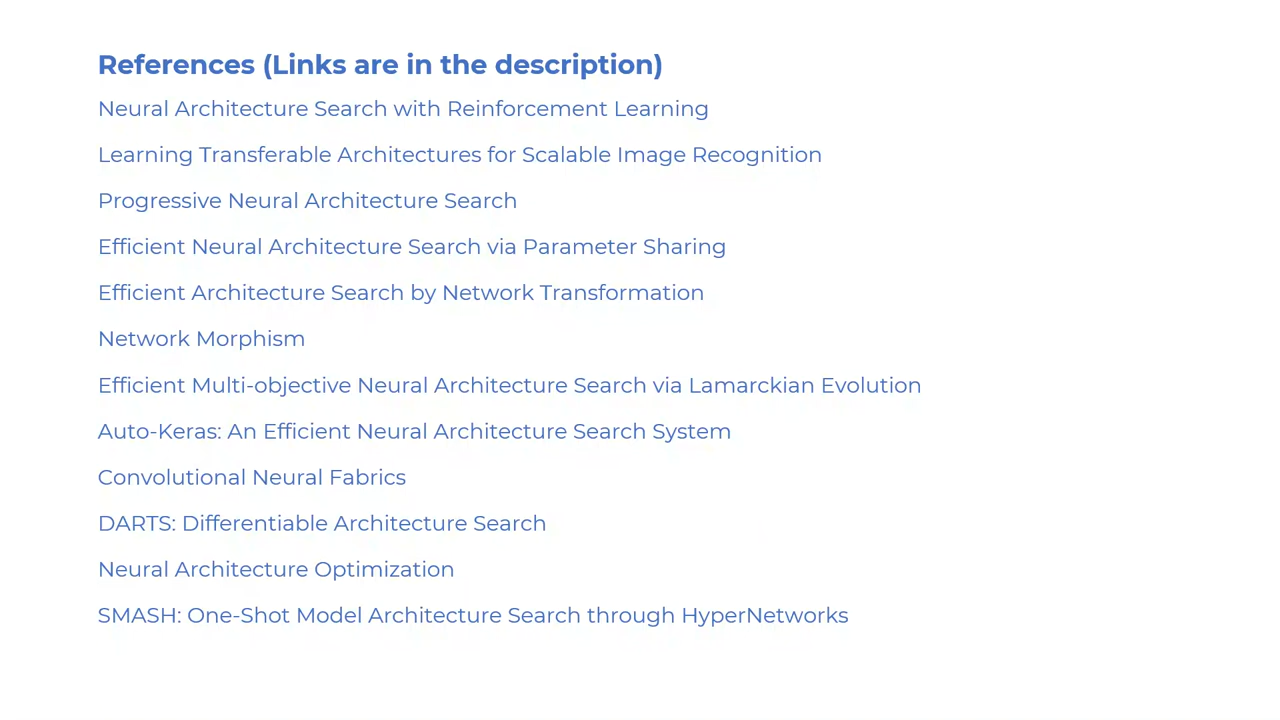 References (Links are in the description)
Neural Architecture Search with Reinforcement Learning
Learning Transferable Architectures for Scalable Image Recognition
Progressive Neural Architecture Search
Efficient Neural Architecture Search via Parameter Sharing
Efficient Architecture Search by Network Transformation
Network Morphism
Efficient Multi-objective Neural Architecture Search via Lamarckian Evolution
Auto-Keras: An Efficient Neural Architecture Search System
Convolutional Neural Fabrics
DARTS: Differentiable Architecture Search
Neural Architecture Optimization
SMASH: One-Shot Model Architecture Search through HyperNetworks